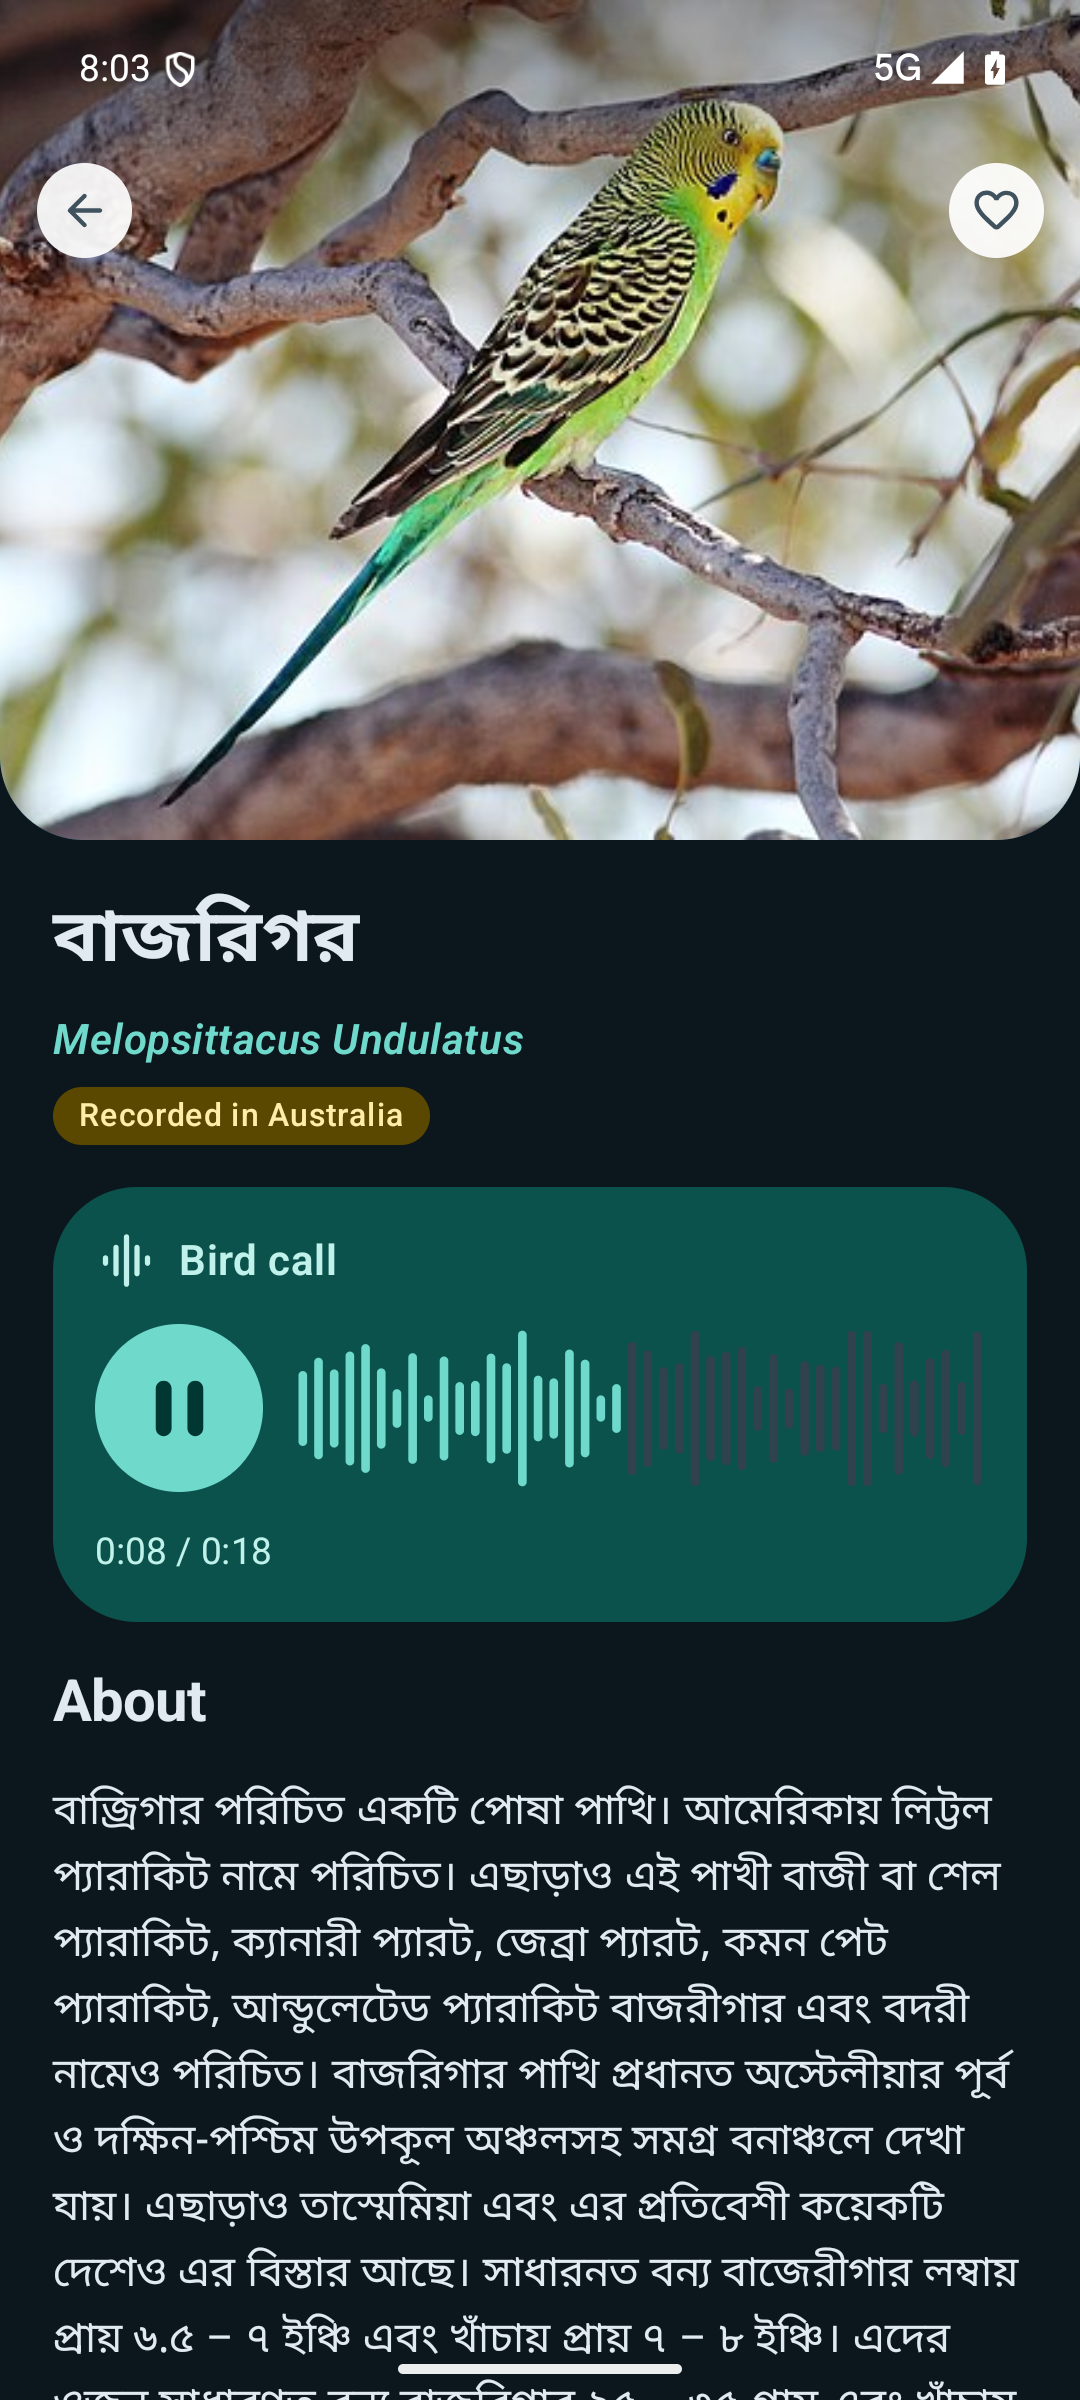 8:03 5G
বাজরিগর
Melopsittacus Undulatus
Recorded in Australia
Bird call
0:08 / 0:18
About
বাজ্রিগার পরিচিত একটি পোষা পাখি। আমেরিকায় লিট্টল
প্যারাকিট নামে পরিচিত। এছাড়াও এই পাখী বাজী বা শেল
প্যারাকিট, ক্যানারী প্যারট, জেব্রা প্যারট, কমন পেট
প্যারাকিট, আন্ডুলেটেড প্যারাকিট বাজরীগার এবং বদরী
নামেও পরিচিত। বাজরিগার পাখি প্রধানত অস্টেলীয়ার পূর্ব
ও দক্ষিন-পশ্চিম উপকূল অঞ্চলসহ সমগ্র বনাঞ্চলে দেখা
যায়। এছাড়াও তাস্মেমিয়া এবং এর প্রতিবেশী কয়েকটি
দেশেও এর বিস্তার আছে। সাধারনত বন্য বাজেরীগার লম্বায়
প্রায় ৬.৫ – ৭ ইঞ্চি এবং খাঁচায় প্রায় ৭ – ৮ ইঞ্চি। এদের